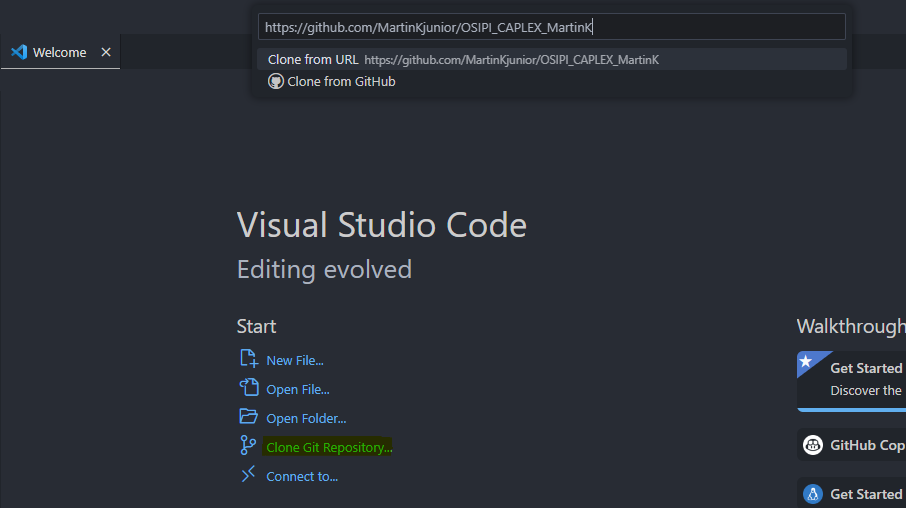 https://github.com/MartinKjunior/OSIPI_CAPLEX_MartinK
Welcome
Clone from URL https://github.com/MartinKjunior/OSIPI_CAPLEX_MartinK
Clone from GitHub
Visual Studio Code
Editing evolved
Start
New File...
Open File...
Open Folder...
Clone Git Repository...
Connect to...
Walkthrough
Get Started
Discover the
GitHub Cop
Get Started